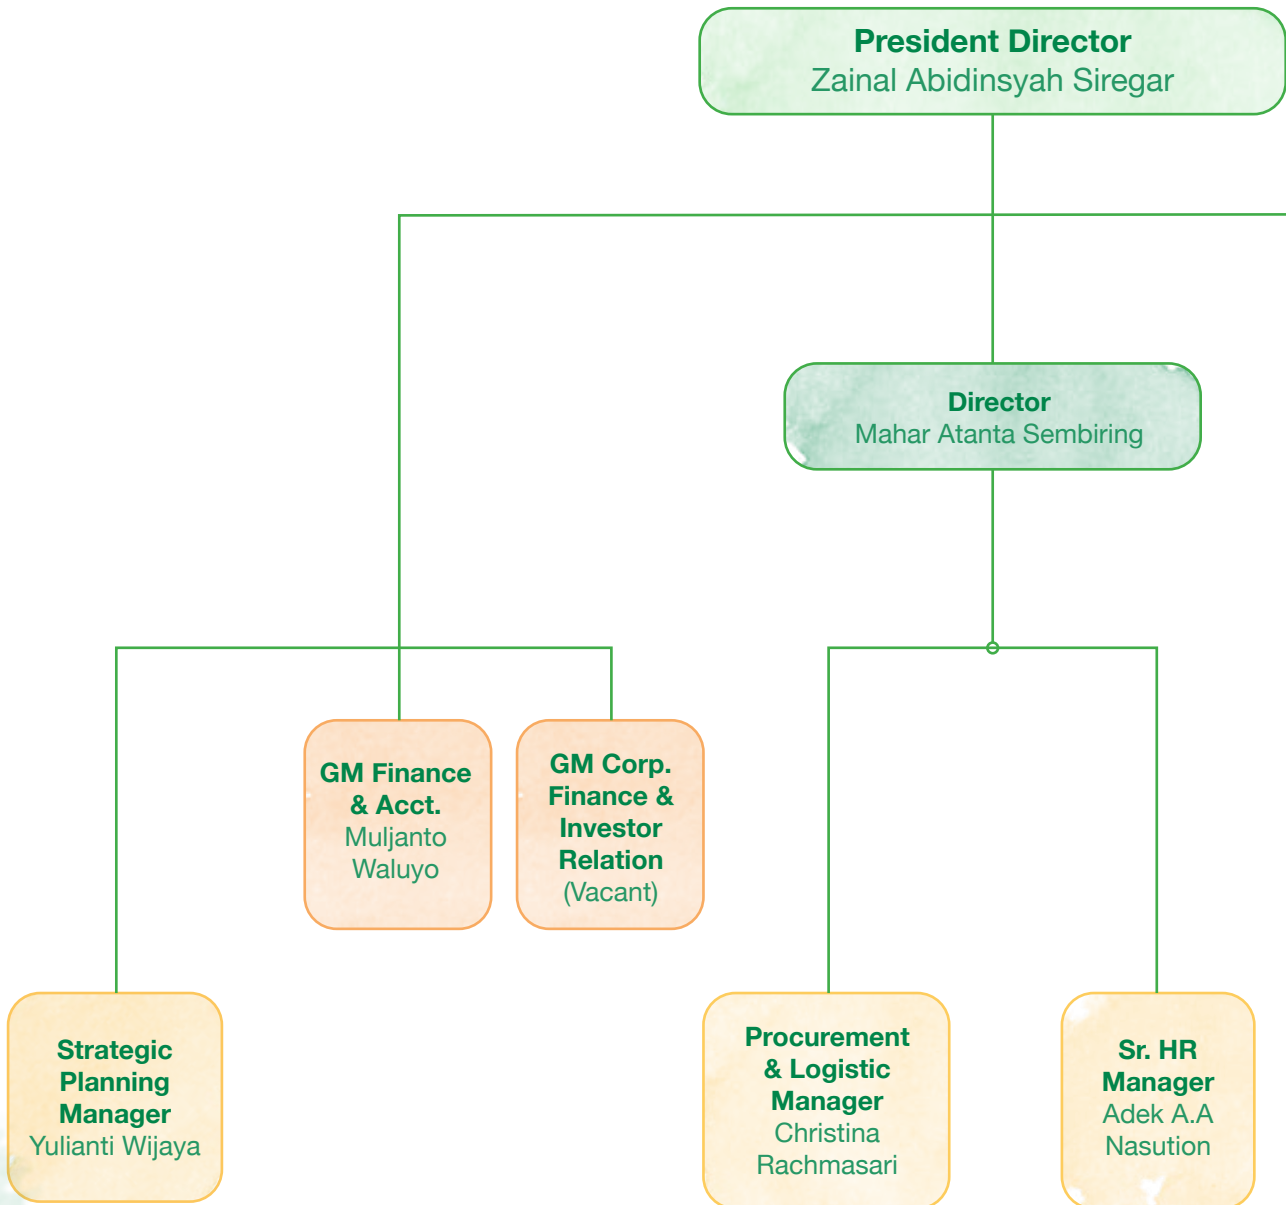 President Director
Zainal Abidinsyah Siregar
Director
Mahar Atanta Sembiring
GM Finance
& Acct.
Muljanto
Waluyo
GM Corp.
Finance &
Investor
Relation
(Vacant)
Strategic
Planning
Manager
Yulianti Wijaya
Procurement
& Logistic
Manager
Christina
Rachmasari
Sr. HR
Manager
Adek A.A
Nasution